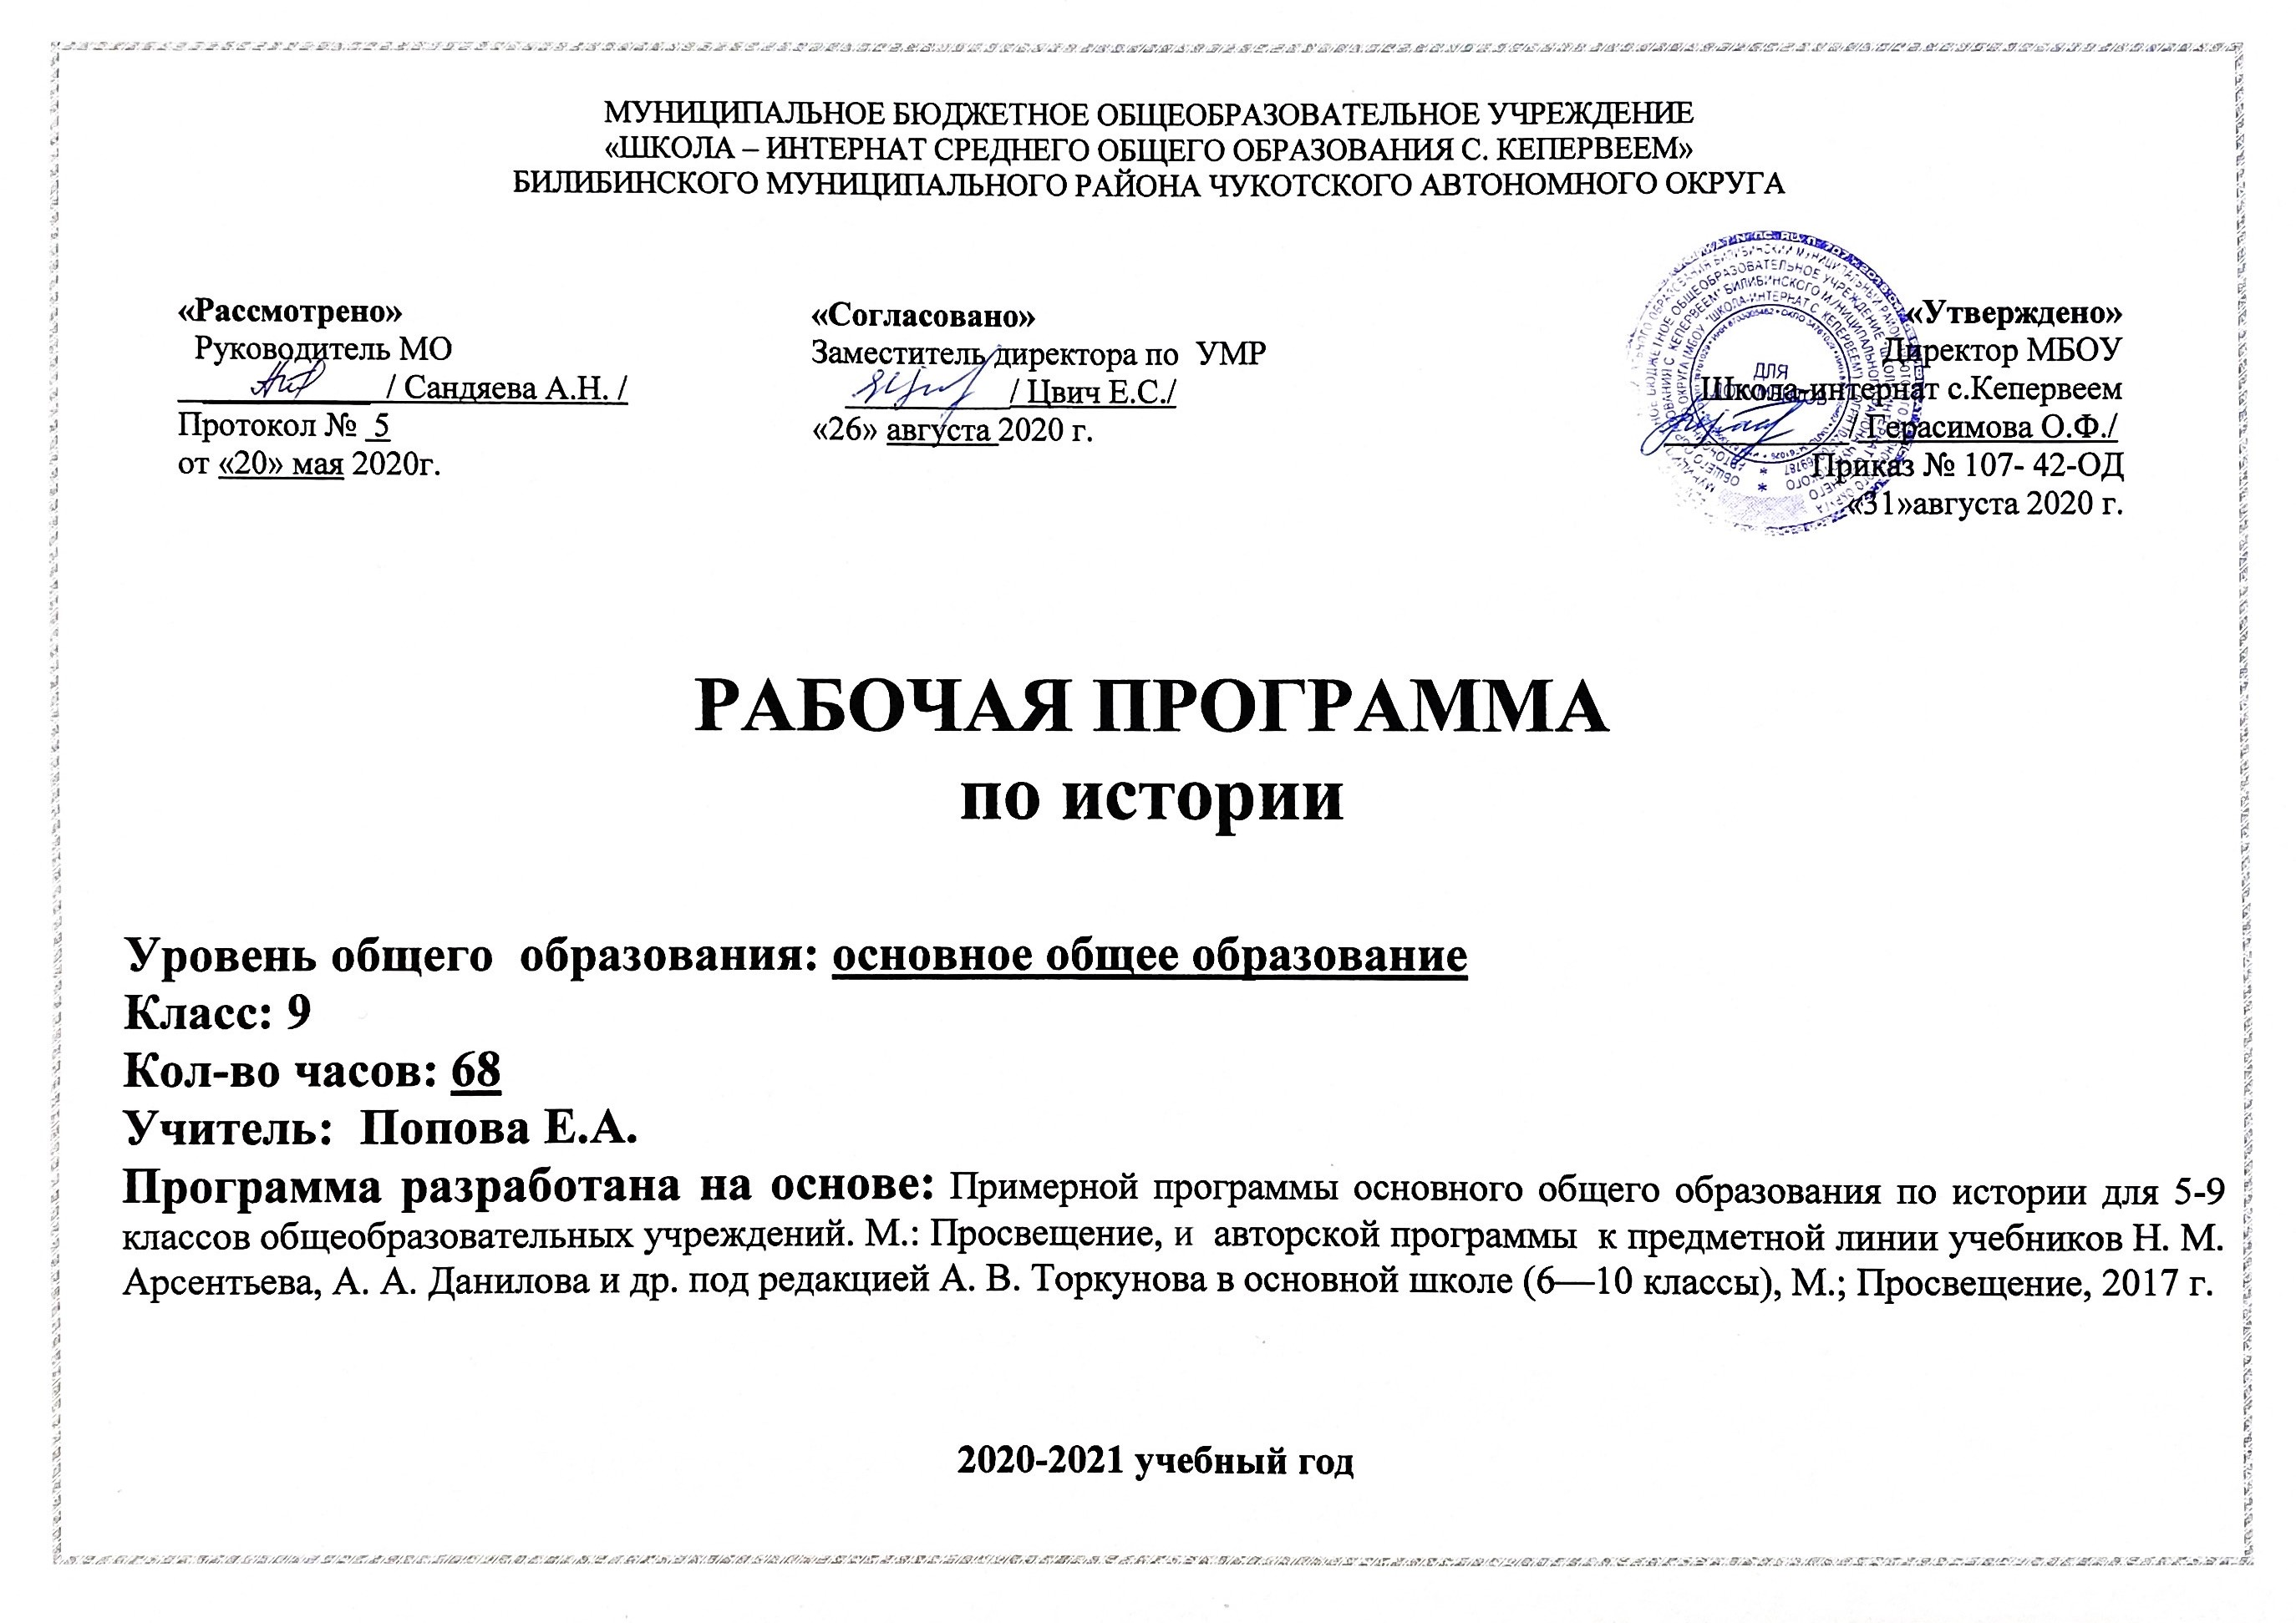 МУНИЦИПАЛЬНОЕ БЮДЖЕТНОЕ ОБЩЕОБРАЗОВАТЕЛЬНОЕ УЧРЕЖДЕНИЕ
«ШКОЛА – ИНТЕРНАТ СРЕДНЕГО ОБЩЕГО ОБРАЗОВАНИЯ С. КЕПЕРВЕЕМ»
БИЛИБИНСКОГО МУНИЦИПАЛЬНОГО РАЙОНА ЧУКОТСКОГО АВТОНОМНОГО ОКРУГА
«Рассмотрено»
Руководитель МО
/ Сандяева А.Н. /
Протокол № 5
от «20» мая 2020г.
«Согласовано»
Заместитель директора по УМР
/ Цвич Е.С./
«26» августа 2020 г.
«Утверждено»
Директор МБОУ
Школа-интернат с.Кепервеем
/ Герасимова О.Ф./
Приказ № 107- 42-ОД
«31»августа 2020 г.
ДЛЯ
РАБОЧАЯ ПРОГРАММА
по истории
Уровень общего образования: основное общее образование
Класс: 9
Кол-во часов: 68
Учитель: Попова Е.А.
Программа разработана на основе: Примерной программы основного общего образования по истории для 5-9
классов общеобразовательных учреждений. М.: Просвещение, и авторской программы к предметной линии учебников Н. М.
Арсентьева, А. А. Данилова и др. под редакцией А. В. Торкунова в основной школе (6—10 классы), М.; Просвещение, 2017 г.
2020-2021 учебный год